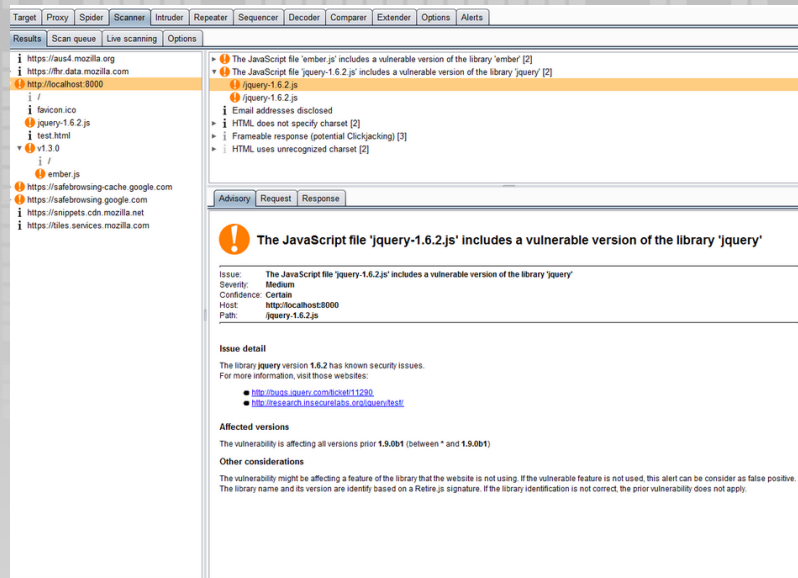 Target Proxy Spider Scanner Intruder Repeater Sequencer Decoder Comparer Extender Options Alerts
Results Scan queue Live scanning Options
https://aus4.mozilla.org
https://fhr.data.mozilla.com
http://localhost:8000
/
favicon.ico
jquery-1.6.2.js
test.html
v1.3.0
/
ember.js
https://safebrowsing-cache.google.com
https://safebrowsing.google.com
https://snippets.cdn.mozilla.net
https://tiles.services.mozilla.com
The JavaScript file 'ember.js' includes a vulnerable version of the library 'ember' [2]
The JavaScript file 'jquery-1.6.2.js' includes a vulnerable version of the library 'jquery' [2]
/jquery-1.6.2.js
/jquery-1.6.2.js
Email addresses disclosed
HTML does not specify charset [2]
Frameable response (potential Clickjacking) [3]
HTML uses unrecognized charset [2]
Advisory Request Response
The JavaScript file 'jquery-1.6.2.js' includes a vulnerable version of the library 'jquery'
Issue: The JavaScript file 'jquery-1.6.2.js' includes a vulnerable version of the library 'jquery'
Severity: Medium
Confidence: Certain
Host: http://localhost:8000
Path: /jquery-1.6.2.js
Issue detail
The library jquery version 1.6.2 has known security issues.
For more information, visit those websites:
http://bugs.jquery.com/ticket/11290
http://research.insecurelabs.org/jquery/test/
Affected versions
The vulnerability is affecting all versions prior 1.9.0b1 (between * and 1.9.0b1)
Other considerations
The vulnerability might be affecting a feature of the library that the website is not using. If the vulnerable feature is not used, this alert can be consider as false positive.
The library name and its version are identify based on a Retire.js signature. If the library identification is not correct, the prior vulnerability does not apply.